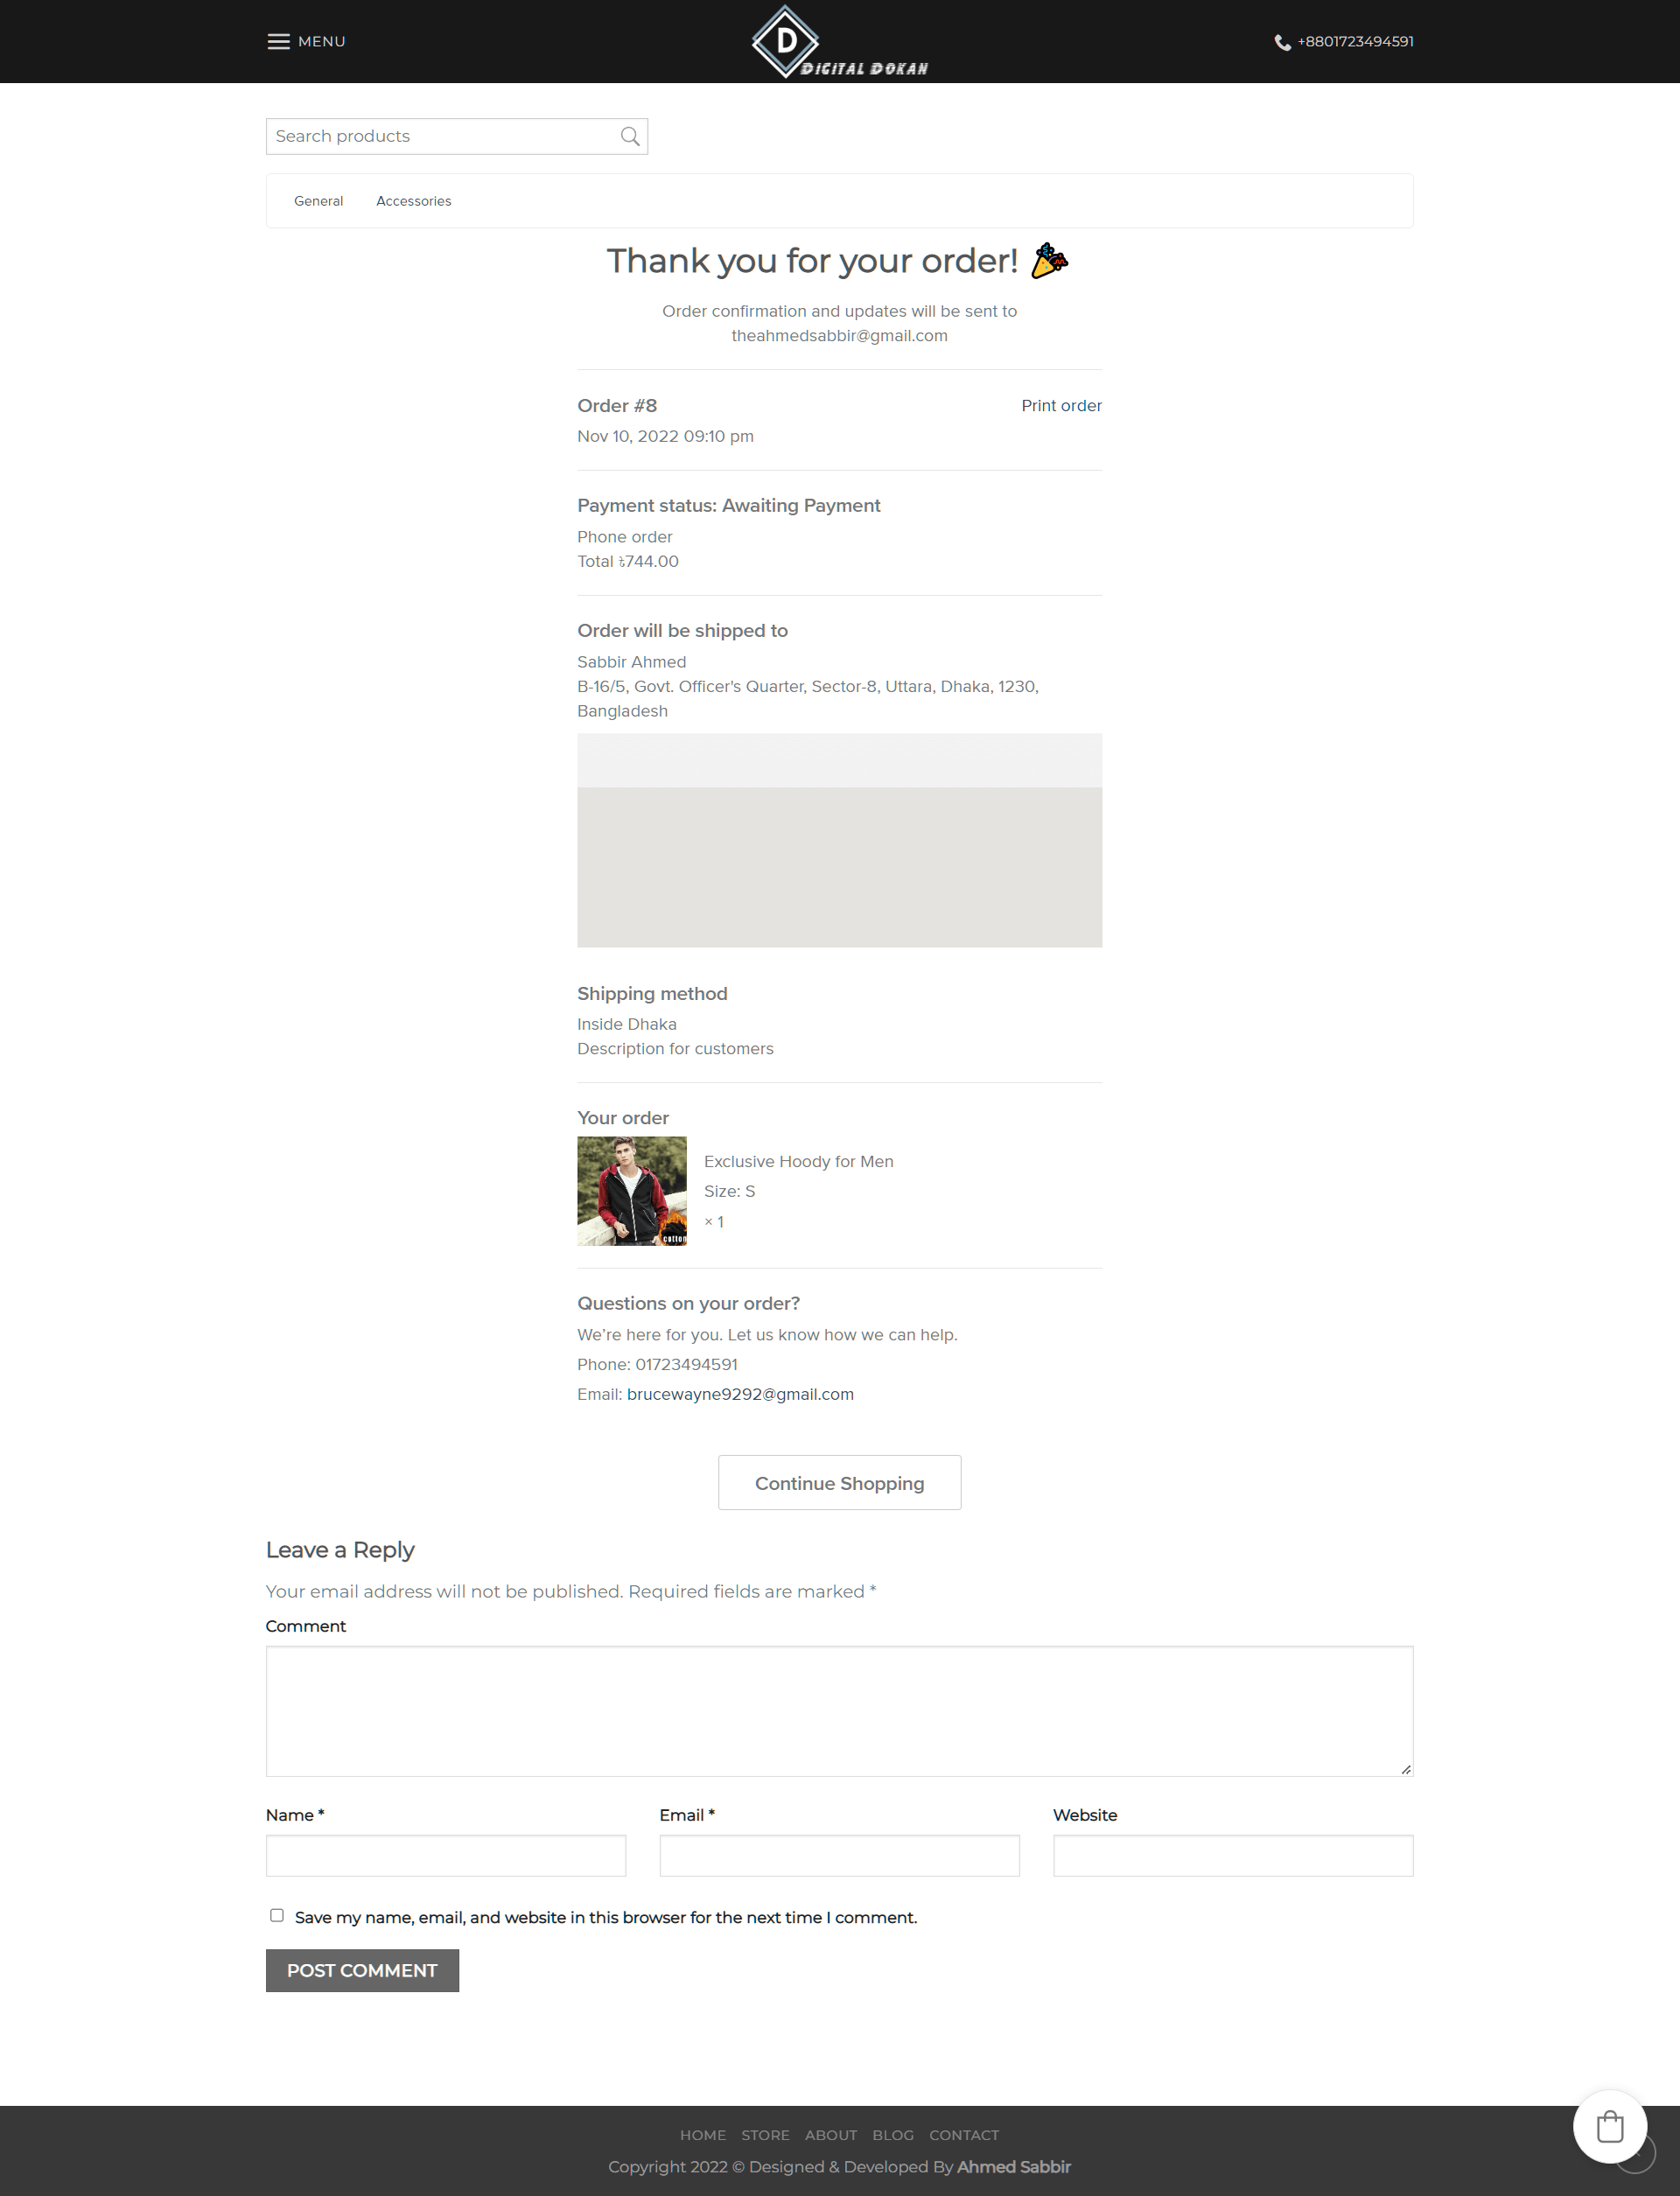 MENU
D
DIGITAL DOKAN
+8801723494591
Search products
General Accessories
Thank you for your order!
Order confirmation and updates will be sent to
theahmedsabbir@gmail.com
Order #8
Print order
Nov 10, 2022 09:10 pm
Payment status: Awaiting Payment
Phone order
Total ৳744.00
Order will be shipped to
Sabbir Ahmed
B-16/5, Govt. Officer's Quarter, Sector-8, Uttara, Dhaka, 1230,
Bangladesh
Shipping method
Inside Dhaka
Description for customers
Your order
cotton
Exclusive Hoody for Men
Size: S
× 1
Questions on your order?
We’re here for you. Let us know how we can help.
Phone: 01723494591
Email: brucewayne9292@gmail.com
Continue Shopping
Leave a Reply
Your email address will not be published. Required fields are marked *
Comment
Name * Email * Website
Save my name, email, and website in this browser for the next time I comment.
POST COMMENT
HOME STORE ABOUT BLOG CONTACT
Copyright 2022 © Designed & Developed By Ahmed Sabbir